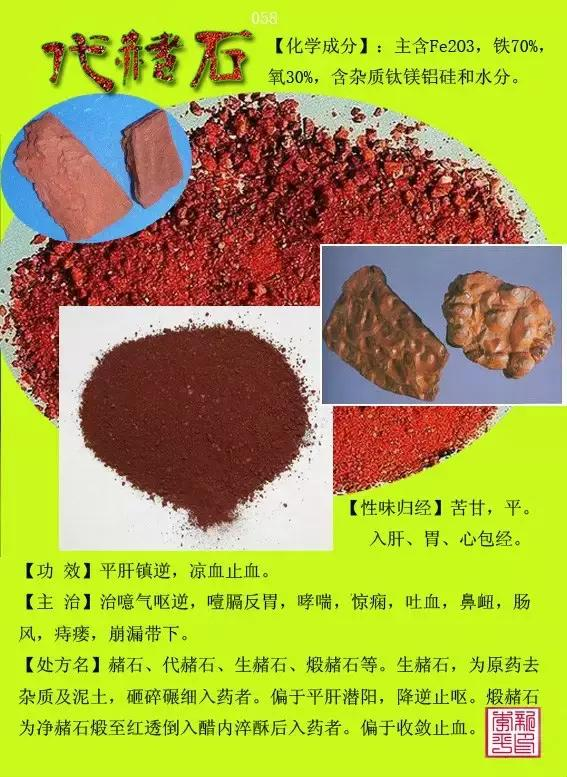 058
代赭石
【化学成分】:主含Fe2O3，铁70%，
氧30%，含杂质钛镁铝硅和水分。
【性味归经】苦甘，平。
入肝、胃、心包经。
【功 效】平肝镇逆，凉血止血。
【主 治】治噫气呕逆，噎膈反胃，哮喘，惊痫，吐血，鼻衄，肠
风，痔瘘，崩漏带下。
【处方名】赭石、代赭石、生赭石、煅赭石等。生赭石，为原药去
杂质及泥土，砸碎碾细入药者。偏于平肝潜阳，降逆止呕。煅赭石
为净赭石煅至红透倒入醋内淬酥后入药者。偏于收敛止血。